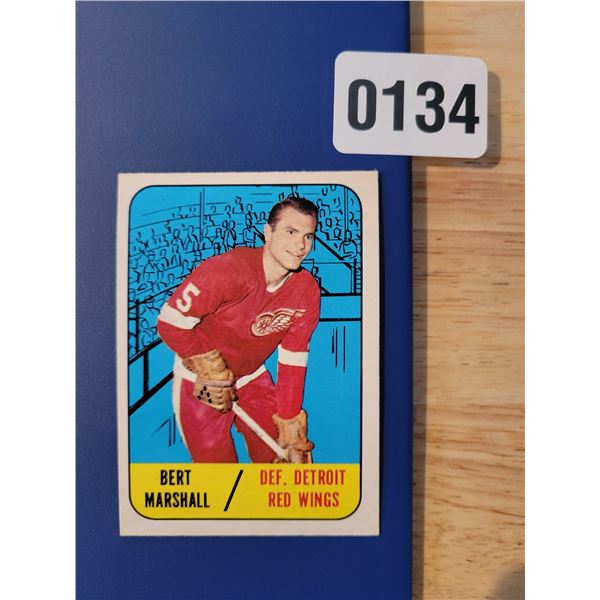 0134
5
BERT
MARSHALL / DEF. DETROIT
RED WINGS